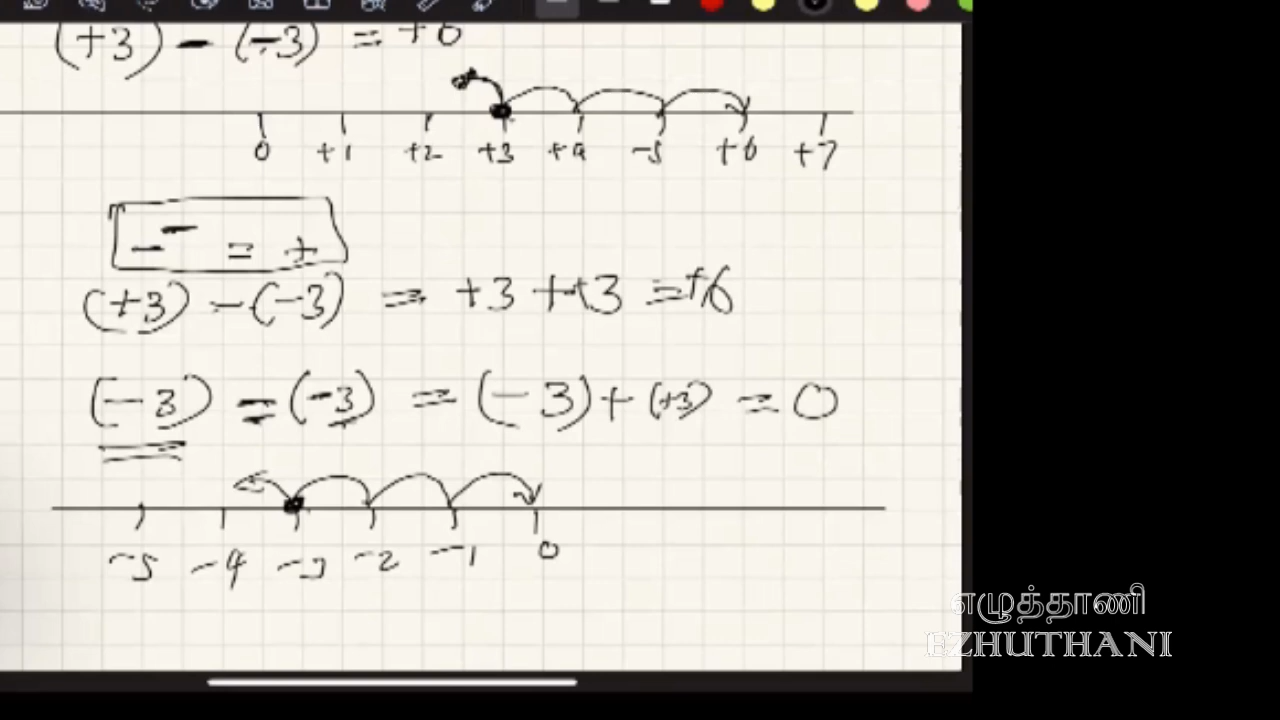 (+3) - (-3) = +6
0 +1 +2 +3 +4 -5 +6 +7
- - = +
(+3) - (-3) = +3 + +3 = +6
(-3) - (-3) = (-3) + (+3) = 0
-5 -4 -3 -2 -1 0
எழுத்தாணி
EZHUTHANI